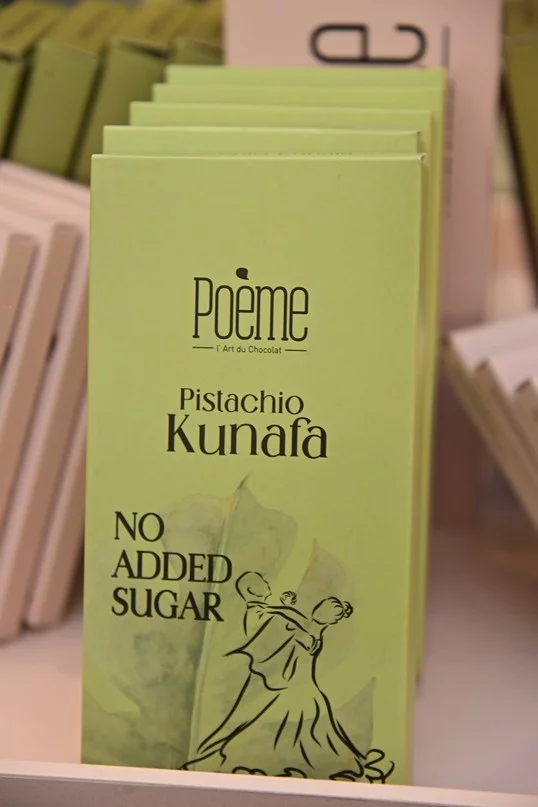 Poème
l'Art du Chocolat
Pistachio
Kunafa
NO
ADDED
SUGAR